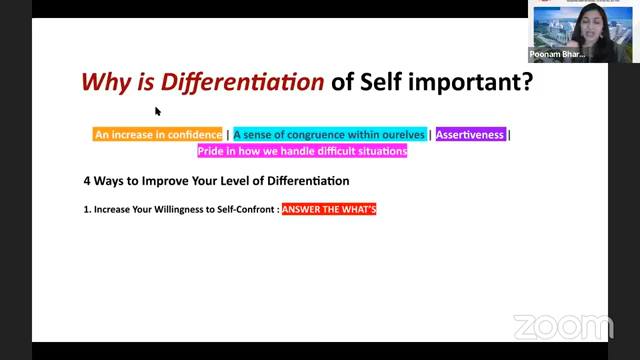 Poonam Bhar...
Why is Differentiation of Self important?
An increase in confidence | A sense of congruence within ourelves | Assertiveness |
Pride in how we handle difficult situations
4 Ways to Improve Your Level of Differentiation
1. Increase Your Willingness to Self-Confront : ANSWER THE WHAT'S
zoom